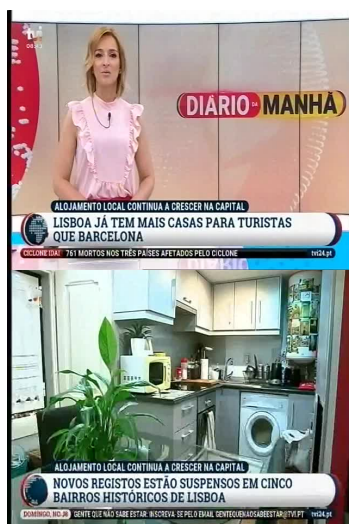 tvi
DIÁRIO DA MANHÃ
ALOJAMENTO LOCAL CONTINUA A CRESCER NA CAPITAL
LISBOA JÁ TEM MAIS CASAS PARA TURISTAS
QUE BARCELONA
CICLONE IDAI 761 MORTOS NOS TRÊS PAÍSES AFETADOS PELO CICLONE tvi24.pt
ALOJAMENTO LOCAL CONTINUA A CRESCER NA CAPITAL
NOVOS REGISTOS ESTÃO SUSPENSOS EM CINCO
BAIRROS HISTÓRICOS DE LISBOA
GENTE QUE NÃO SABE ESTAR. INSCREVA-SE PELO EMAIL GENTEQUENAOSABEESTAR@TVI.PT tvi24.pt